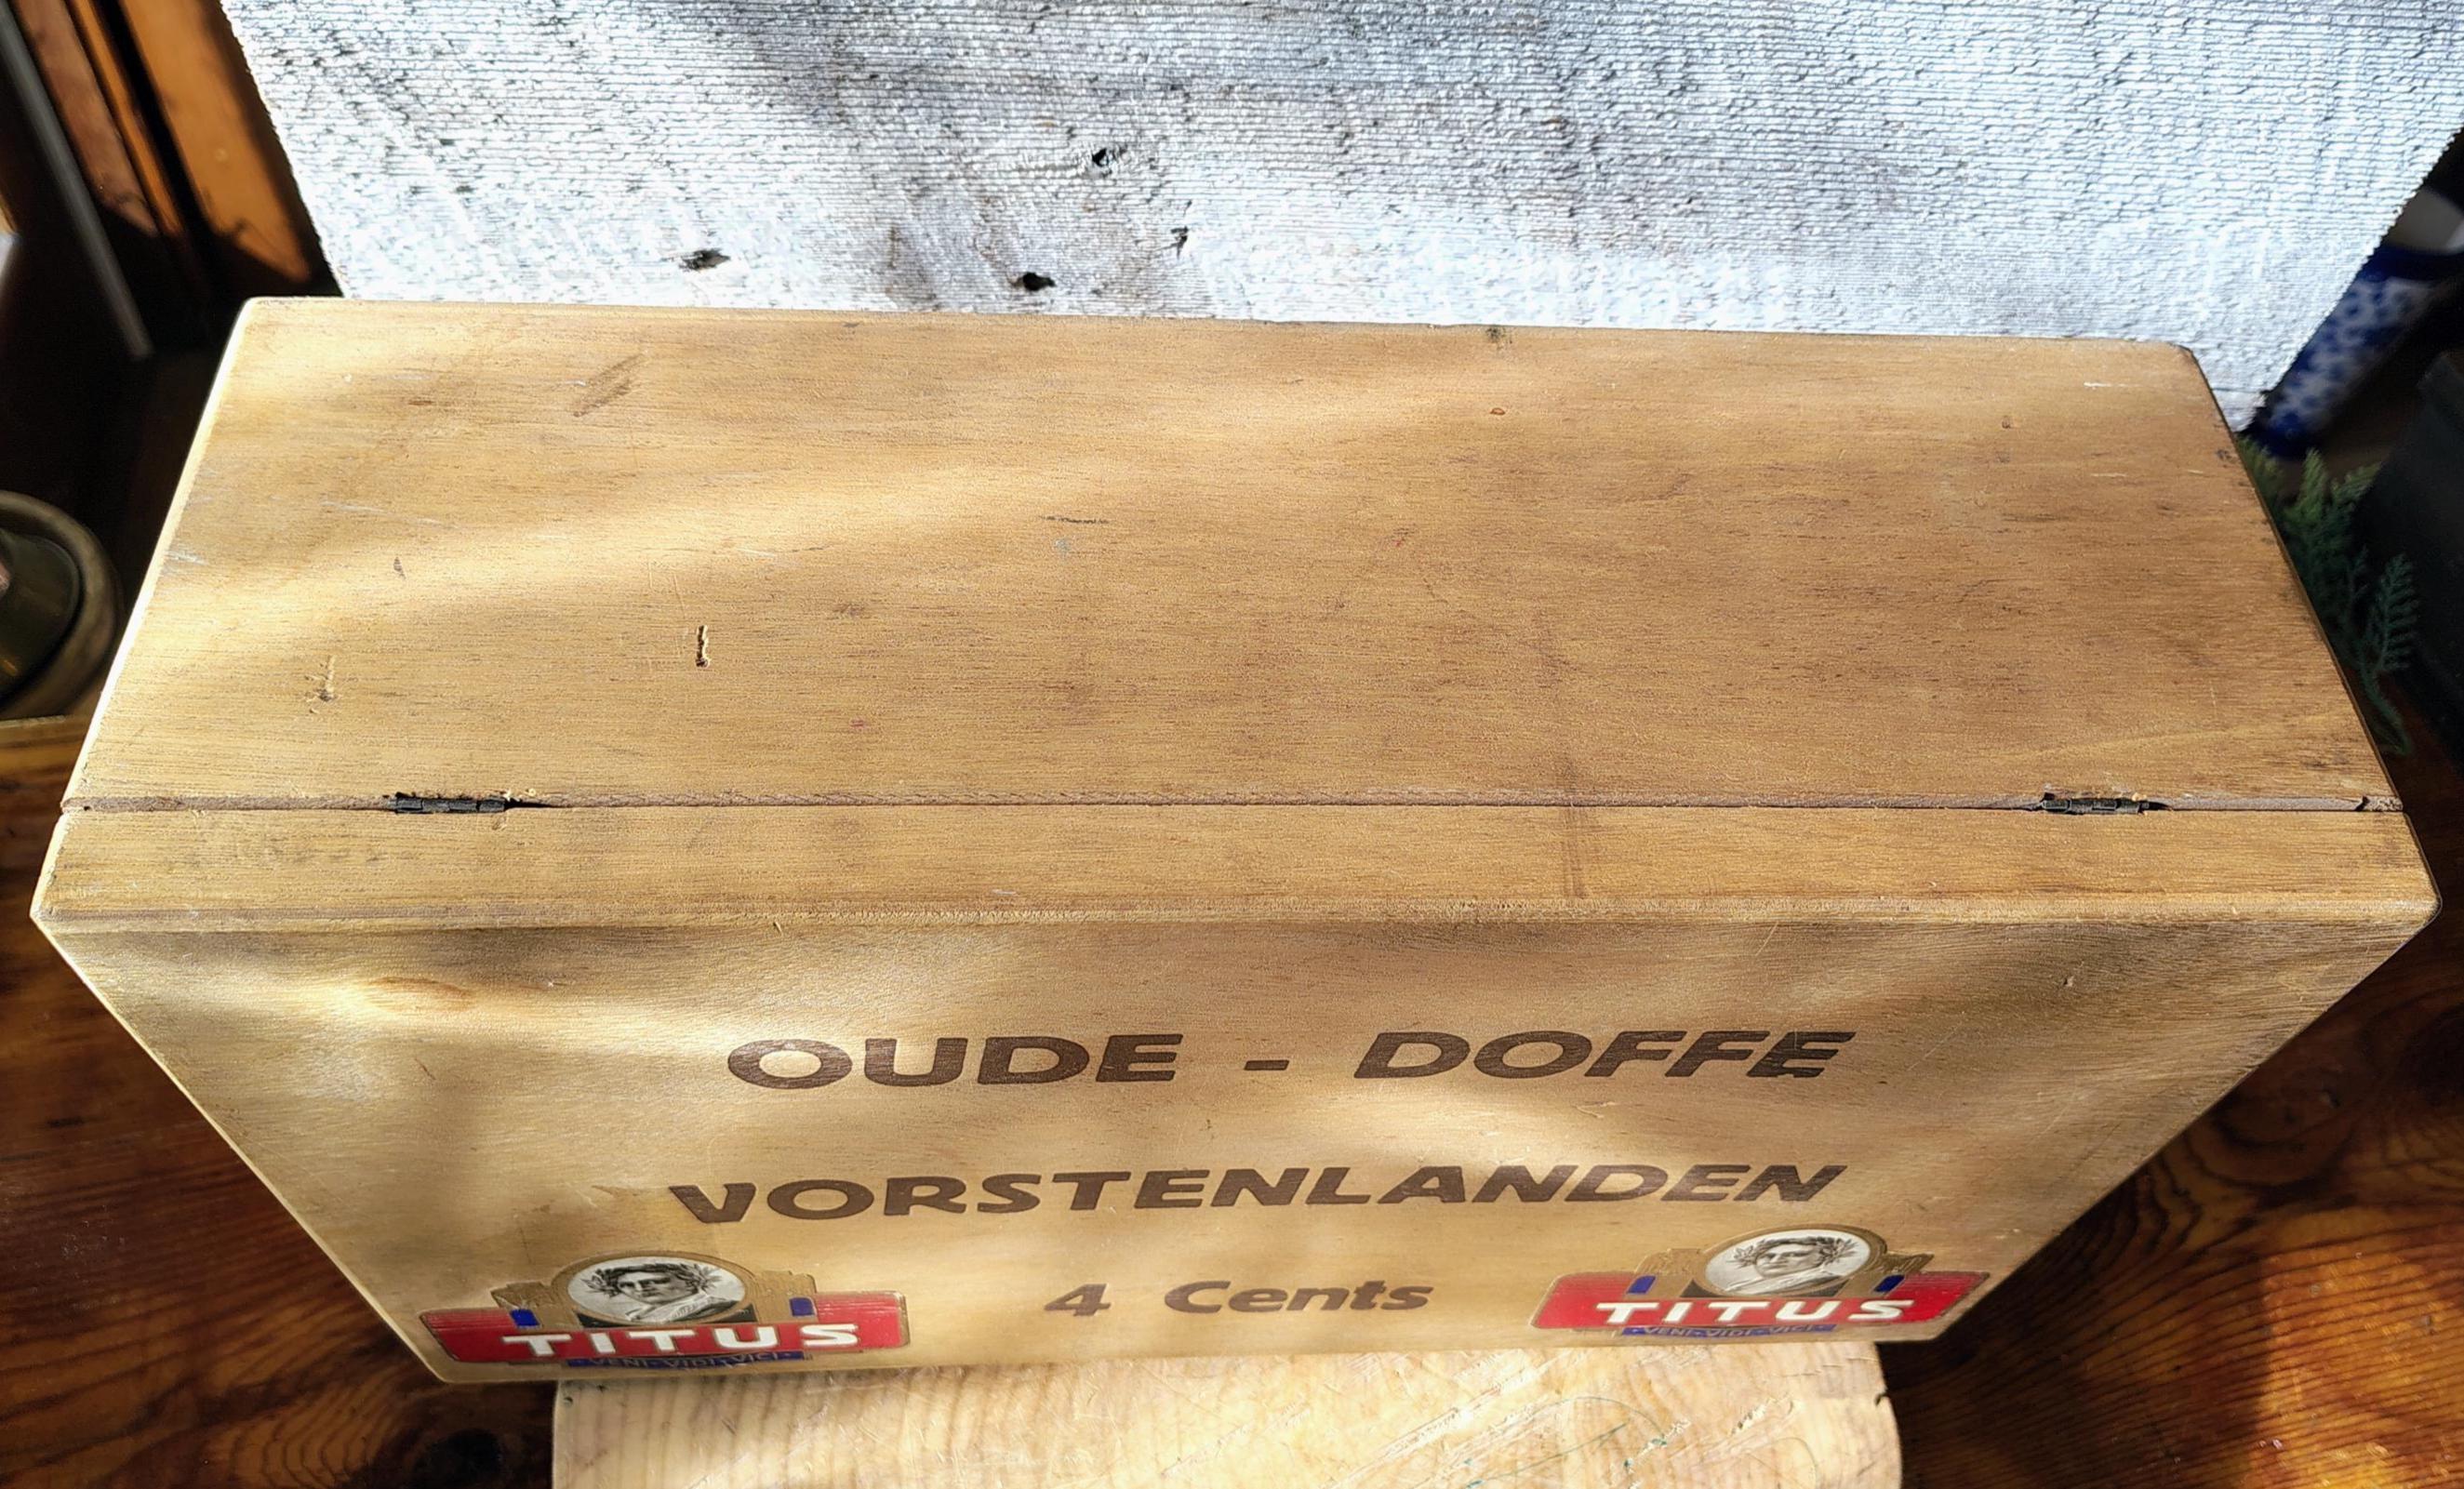 OUDE - DOFFE
VORSTENLANDEN
4 Cents
TITUS
VENI · VIDI · VICI
TITUS
VENI · VIDI · VICI